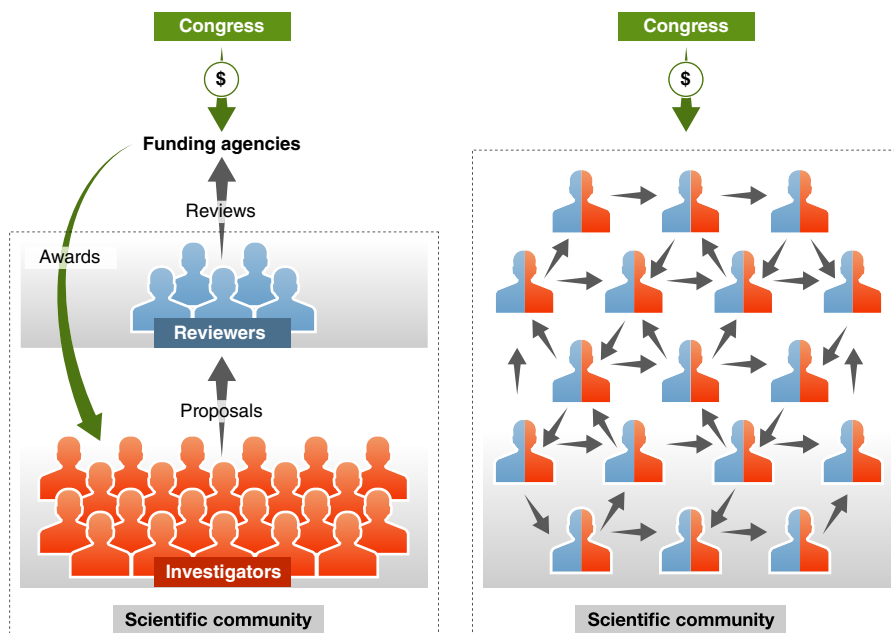 Congress
$
Funding agencies
Reviews
Awards
Reviewers
Proposals
Investigators
Scientific community
Congress
$
Scientific community